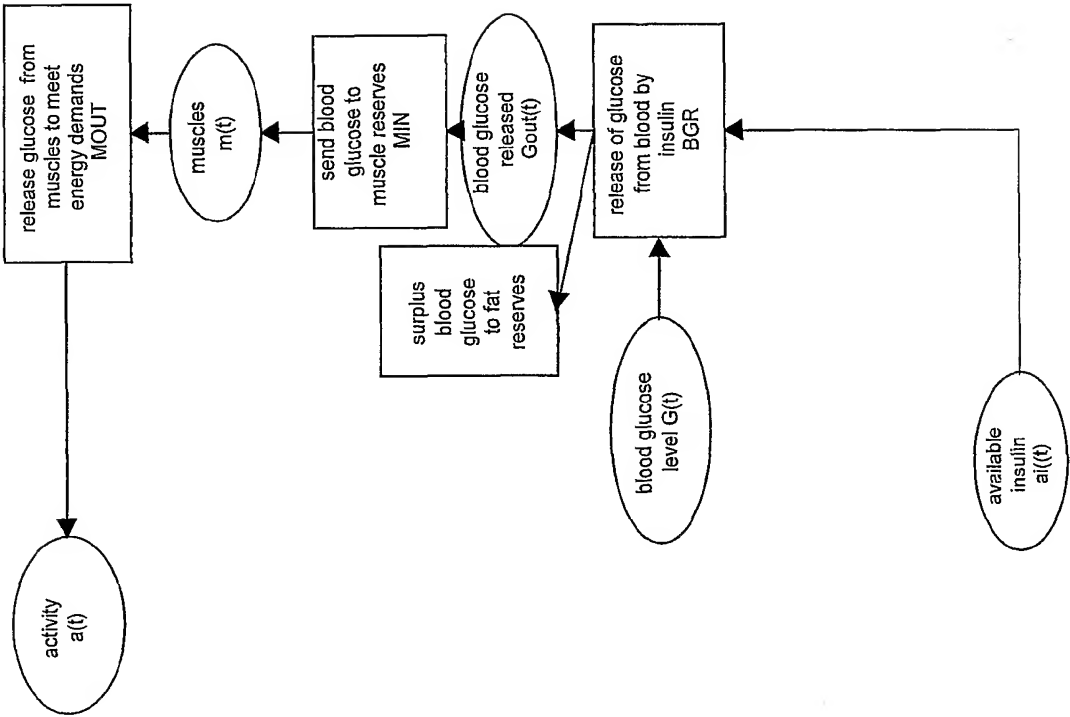 release glucose from
muscles to meet
energy demands
MOUT
muscles
m(t)
send blood
glucose to
muscle reserves
MIN
blood glucose
released
Gout(t)
release of glucose
from blood by
insulin
BGR
surplus
blood
glucose
to fat
reserves
blood glucose
level G(t)
available
insulin
ai((t)
activity
a(t)